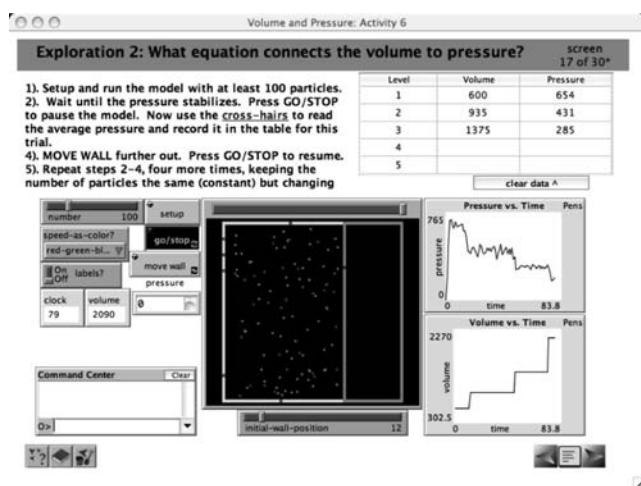 Volume and Pressure: Activity 6
Exploration 2: What equation connects the volume to pressure?
screen
17 of 30*
1). Setup and run the model with at least 100 particles.
2). Wait until the pressure stabilizes. Press GO/STOP
to pause the model. Now use the cross-hairs to read
the average pressure and record it in the table for this
trial.
4). MOVE WALL further out. Press GO/STOP to resume.
5). Repeat steps 2-4, four more times, keeping the
number of particles the same (constant) but changing
Level Volume Pressure
1 600 654
2 935 431
3 1375 285
4
5
clear data ^
number 100
setup
speed-as-color?
red-green-bl...
go/stop
On
Off labels?
move wall
pressure
0
clock
79
volume
2090
Command Center Clear
O>
initial-wall-position 12
Pressure vs. Time Pens
765
pressure
0
0 time 83.8
Volume vs. Time Pens
2270
volume
302.5
0 time 83.8